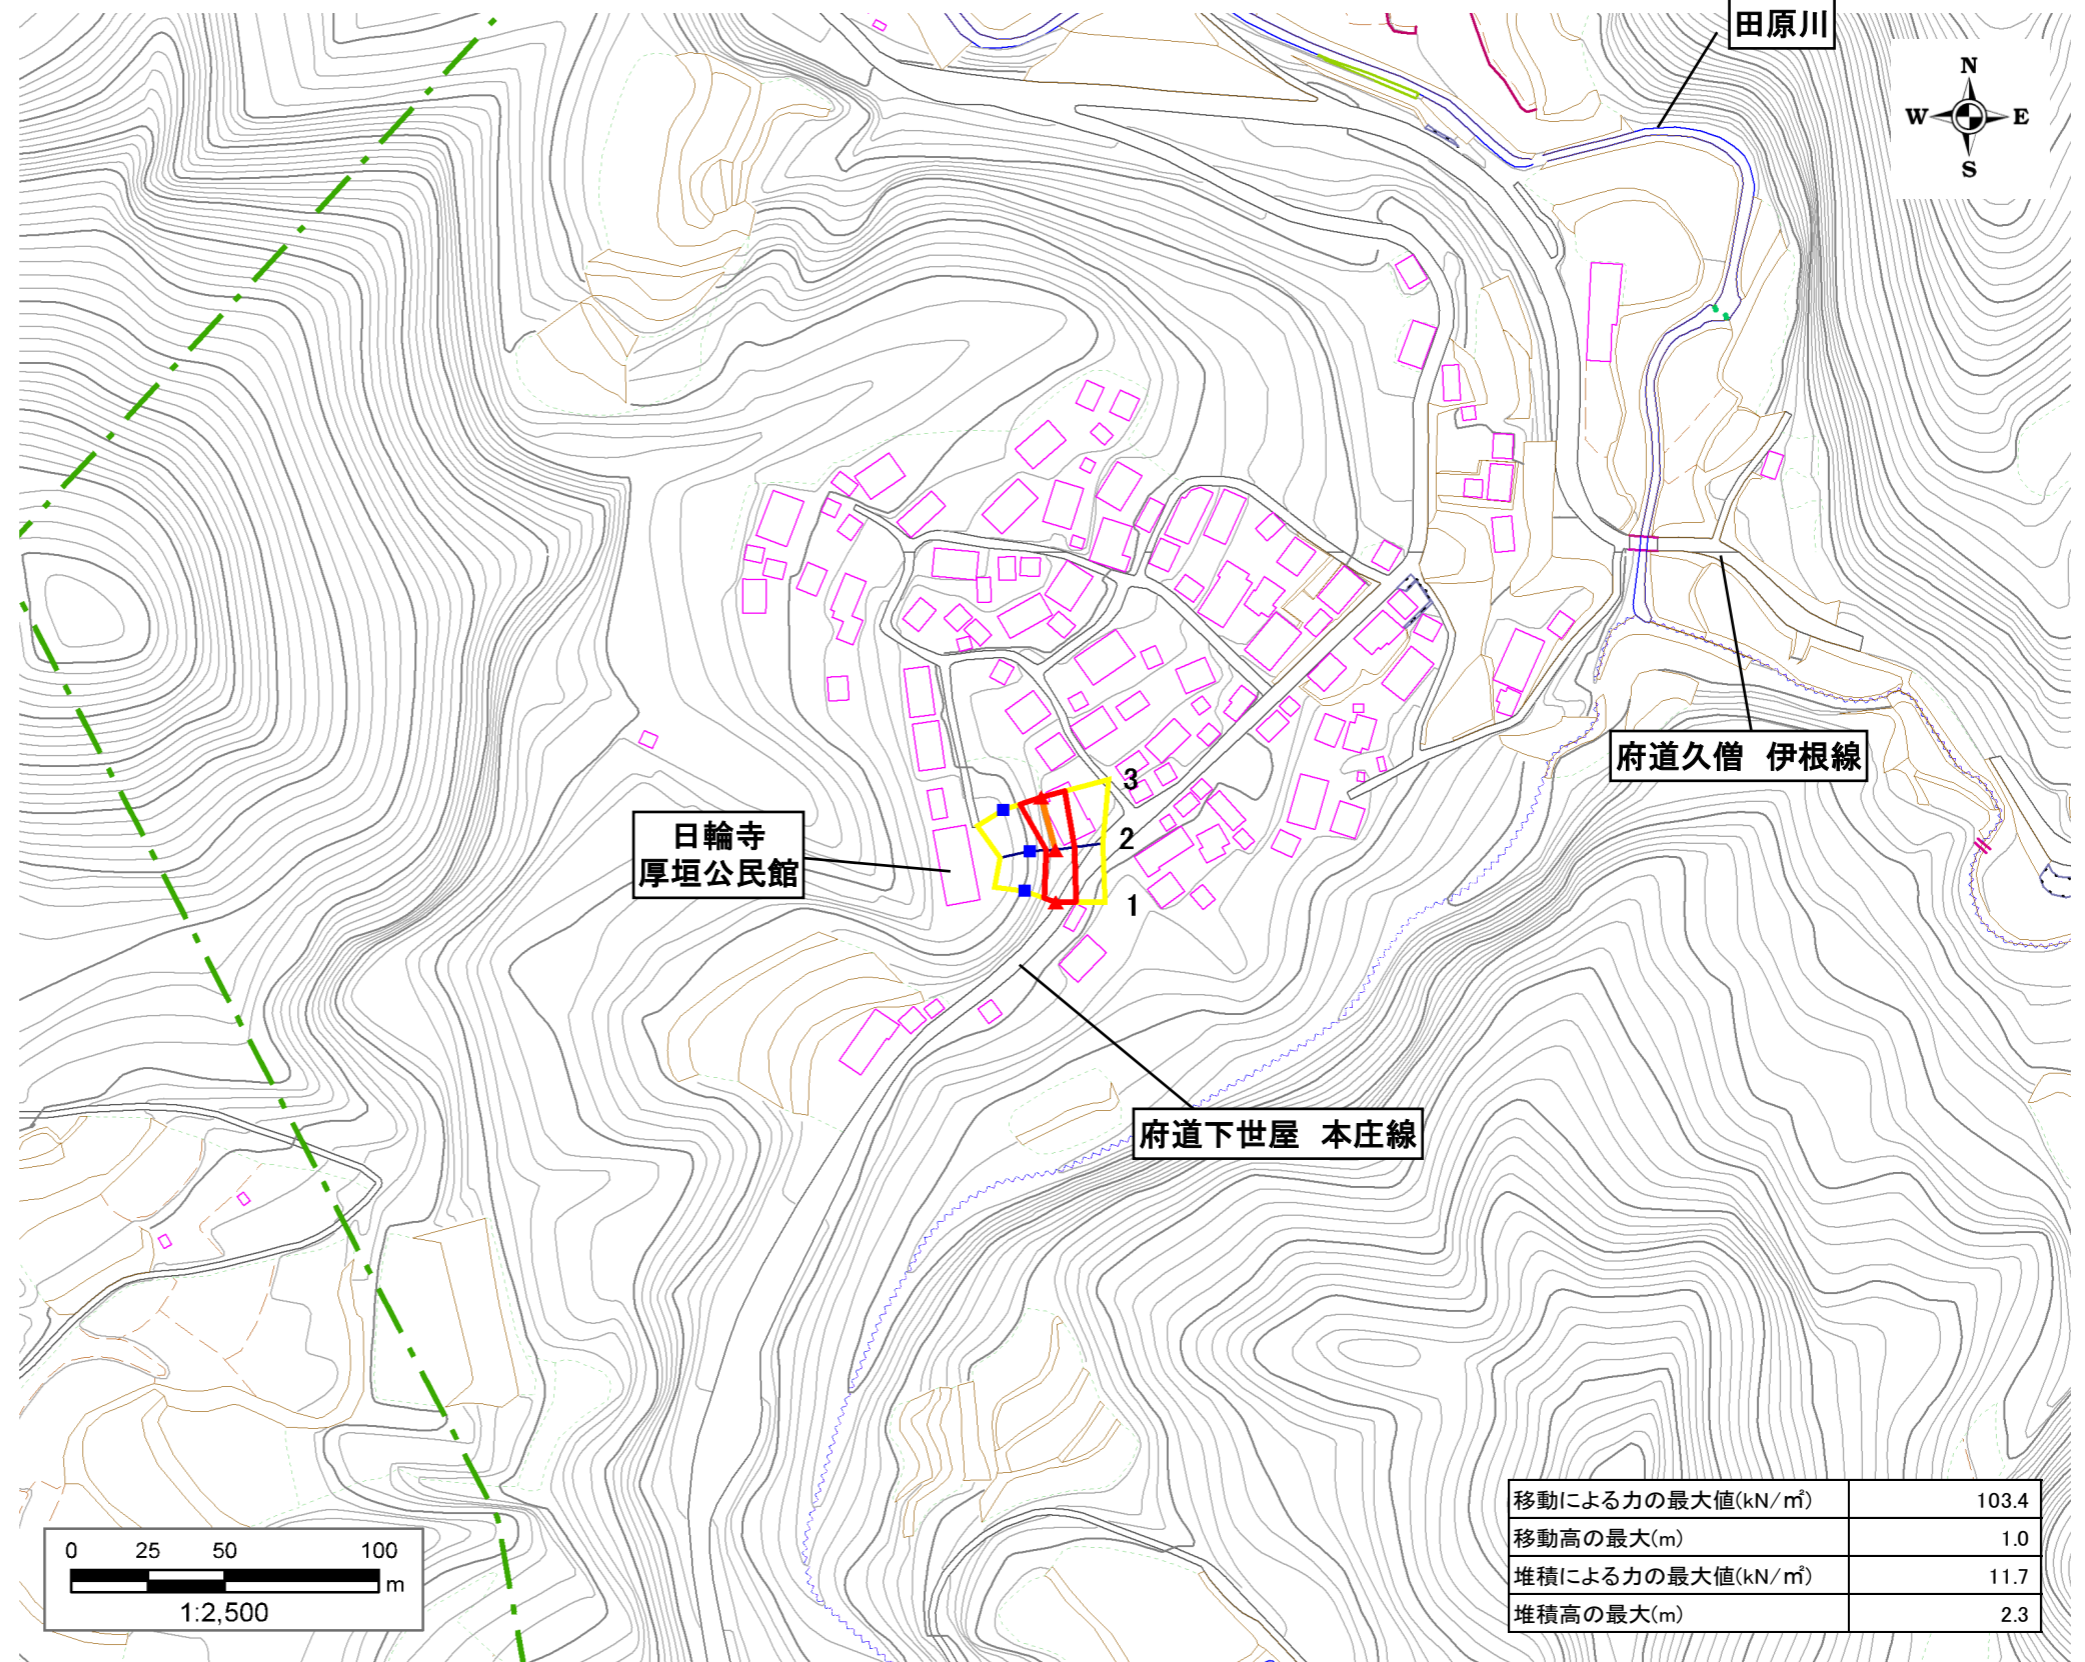 田原川
N
W E
S
3
2
1
日輪寺
厚垣公民館
府道久僧 伊根線
府道下世屋 本庄線
移動による力の最大値(kN/㎡) 103.4
移動高の最大(m) 1.0
堆積による力の最大値(kN/㎡) 11.7
堆積高の最大(m) 2.3
0 25 50 100
m
1:2,500